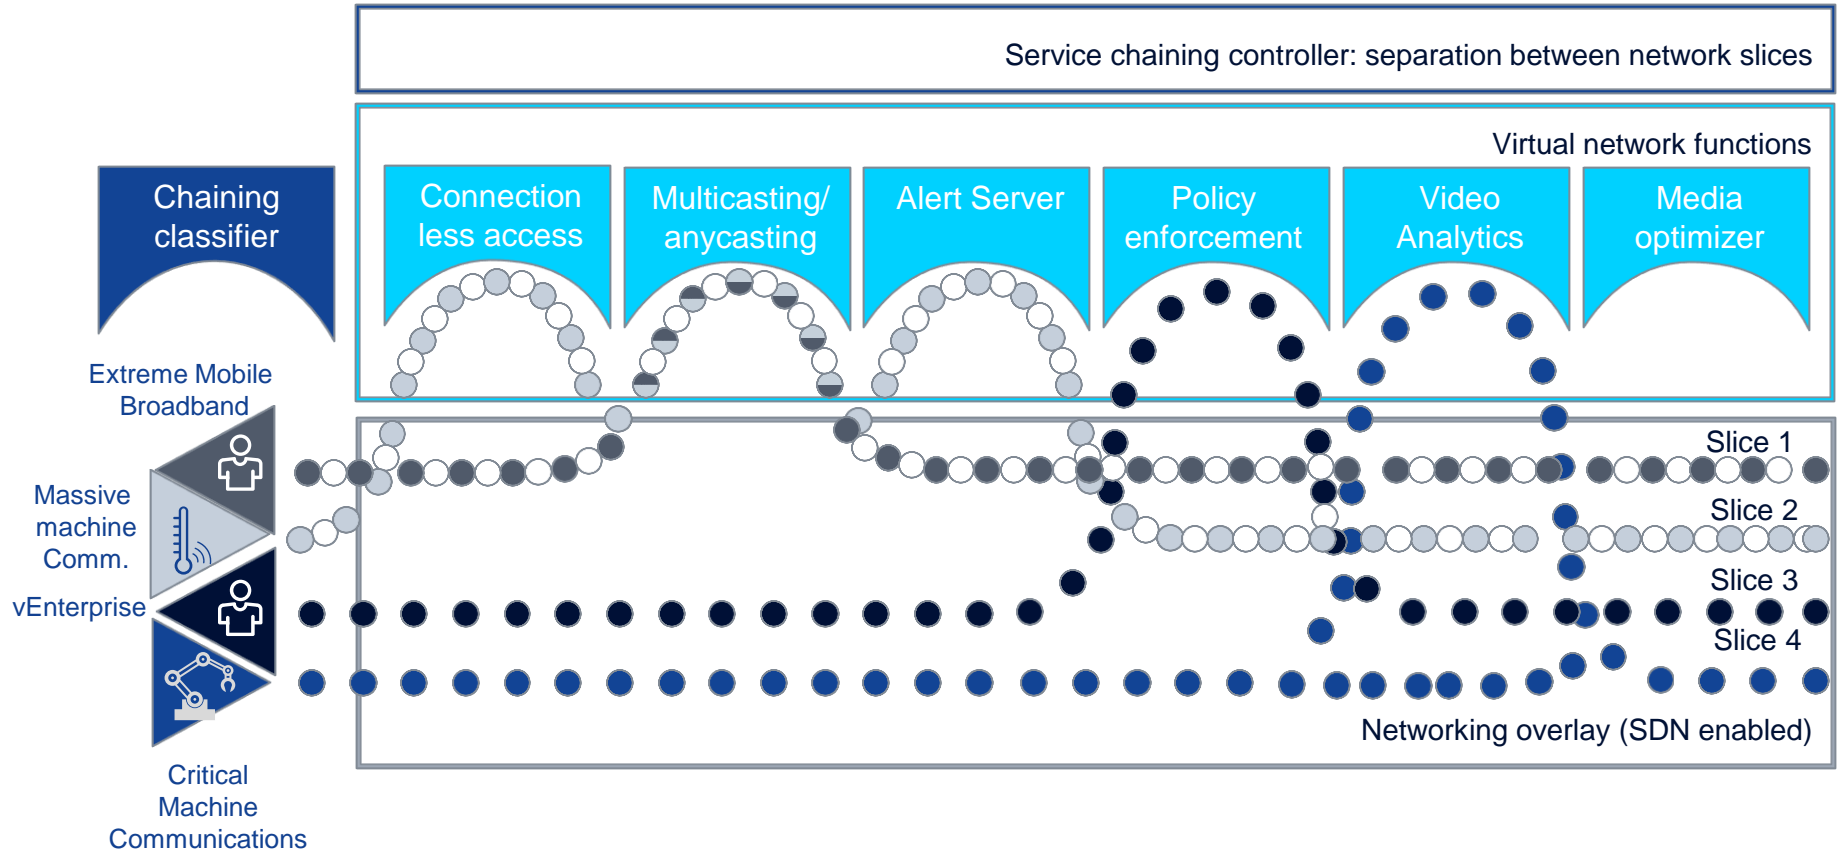 Service chaining controller: separation between network slices
Virtual network functions
Chaining
classifier
Connection
less access
Multicasting/
anycasting
Alert Server
Policy
enforcement
Video
Analytics
Media
optimizer
Extreme Mobile
Broadband
Massive
machine
Comm.
vEnterprise
Critical
Machine
Communications
Slice 1
Slice 2
Slice 3
Slice 4
Networking overlay (SDN enabled)